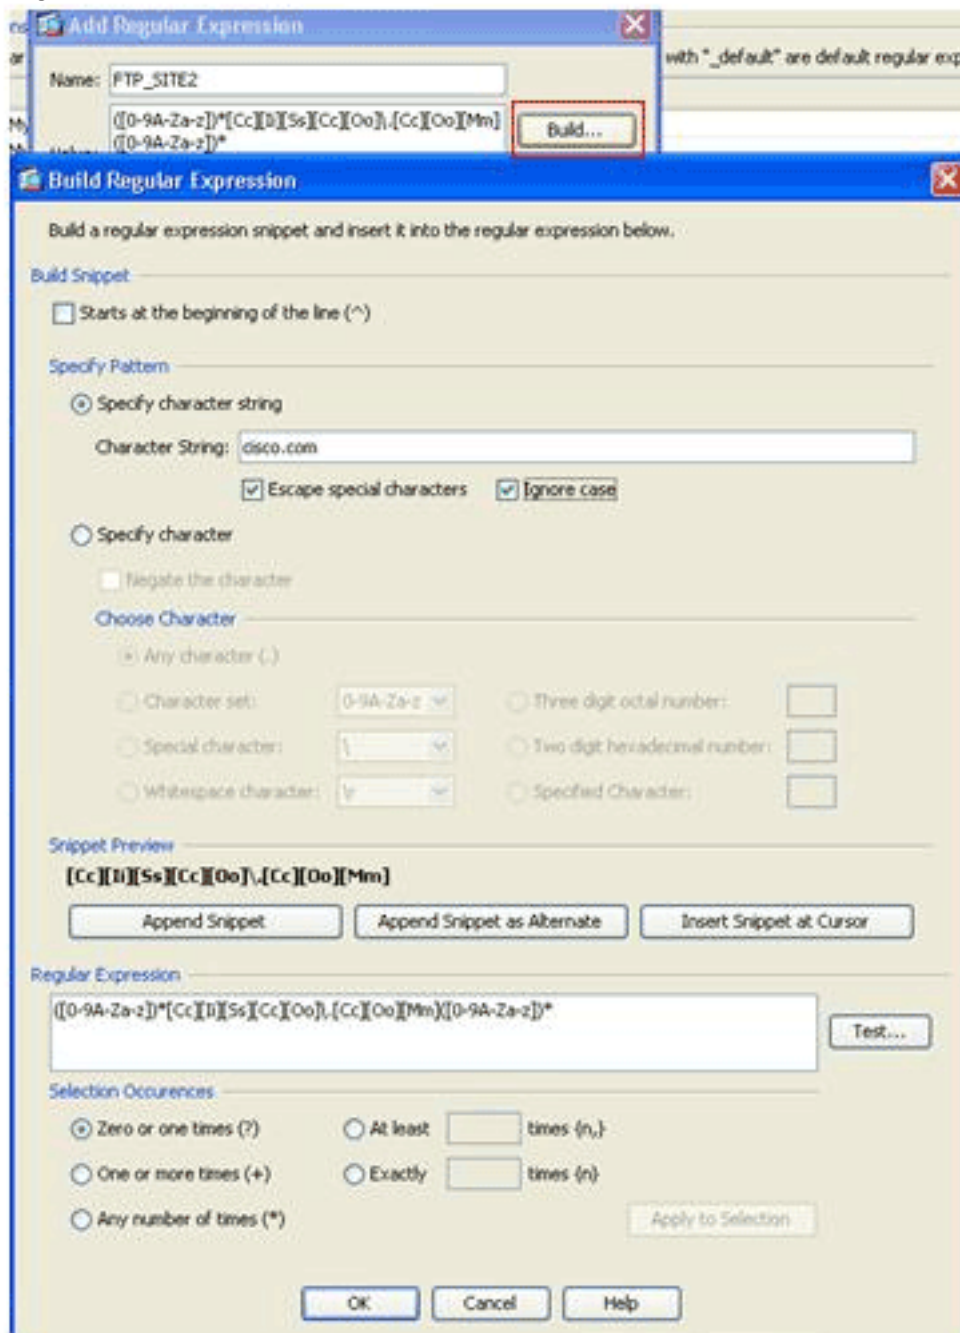 Add Regular Expression
with "_default" are default regular exp
Name: FTP_SITE2
([0-9A-Za-z])*[Cc][Ii][Ss][Cc][Oo]\.[Cc][Oo][Mm]
([0-9A-Za-z])*
Build...
Build Regular Expression
Build a regular expression snippet and insert it into the regular expression below.
Build Snippet
Starts at the beginning of the line (^)
Specify Pattern
Specify character string
Character String: cisco.com
Escape special characters Ignore case
Specify character
Negate the character
Choose Character
Any character (.)
Character set: 0-9A-Za-z Three digit octal number:
Special character: \ Two digit hexadecimal number:
Whitespace character: \r Specified Character:
Snippet Preview
[Cc][Ii][Ss][Cc][Oo]\.[Cc][Oo][Mm]
Append Snippet Append Snippet as Alternate Insert Snippet at Cursor
Regular Expression
([0-9A-Za-z])*[Cc][Ii][Ss][Cc][Oo]\.[Cc][Oo][Mm]([0-9A-Za-z])*
Test...
Selection Occurences
Zero or one times (?) At least times {n,}
One or more times (+) Exactly times {n}
Any number of times (*) Apply to Selection
OK Cancel Help